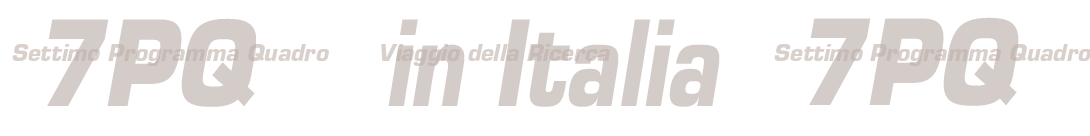 7PQ in Italia 7PQ
Settimo Programma Quadro Viaggio della Ricerca Settimo Programma Quadro